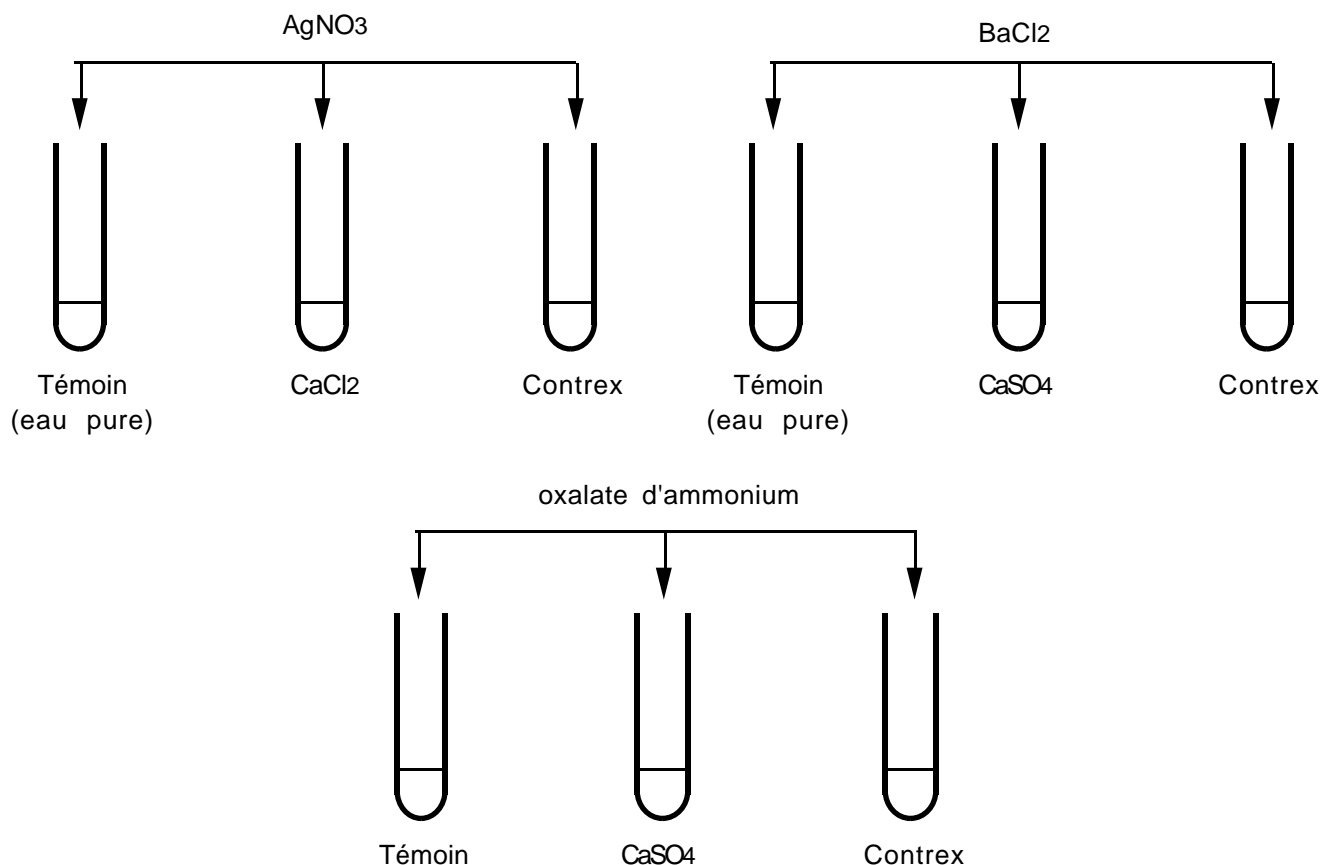 AgNO3
BaCl2
Témoin
(eau pure)
CaCl2
Contrex
Témoin
(eau pure)
CaSO4
Contrex
oxalate d'ammonium
Témoin
CaSO4
Contrex